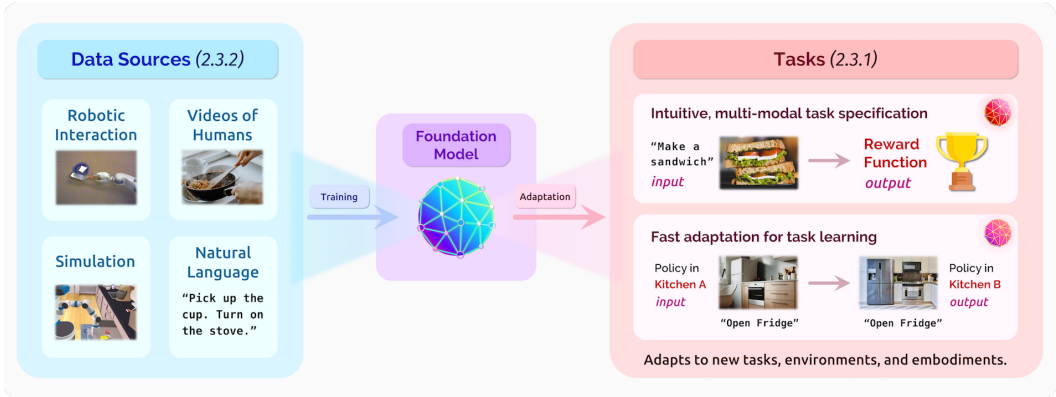 Data Sources (2.3.2)
Robotic
Interaction
Videos of
Humans
Simulation
Natural
Language
“Pick up the
cup. Turn on
the stove.”
Training
Foundation
Model
Adaptation
Tasks (2.3.1)
Intuitive, multi-modal task specification
“Make a
sandwich”
input
Reward
Function
output
Fast adaptation for task learning
Policy in
Kitchen A
input
“Open Fridge”
“Open Fridge”
Policy in
Kitchen B
output
Adapts to new tasks, environments, and embodiments.